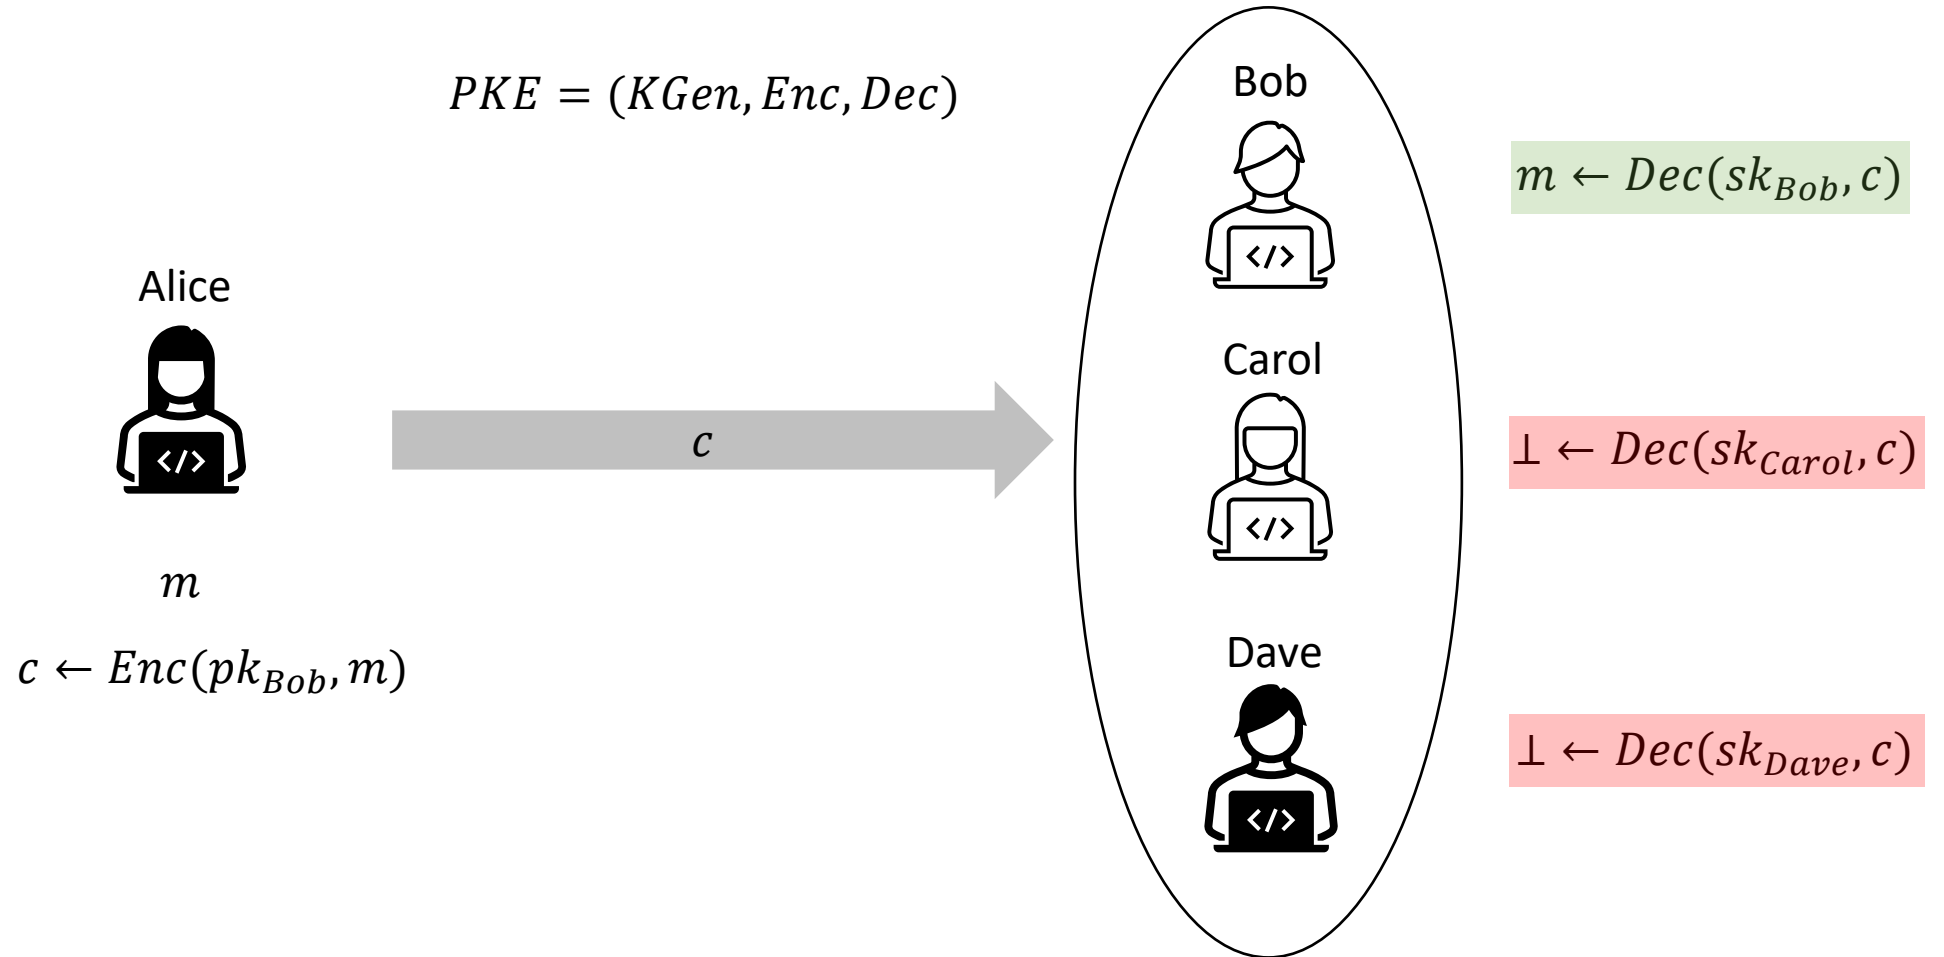 PKE = (KGen, Enc, Dec)
Bob
</>
m ← Dec(sk_Bob, c)
Alice
</>
m
c ← Enc(pk_Bob, m)
c
Carol
</>
⊥ ← Dec(sk_Carol, c)
Dave
</>
⊥ ← Dec(sk_Dave, c)